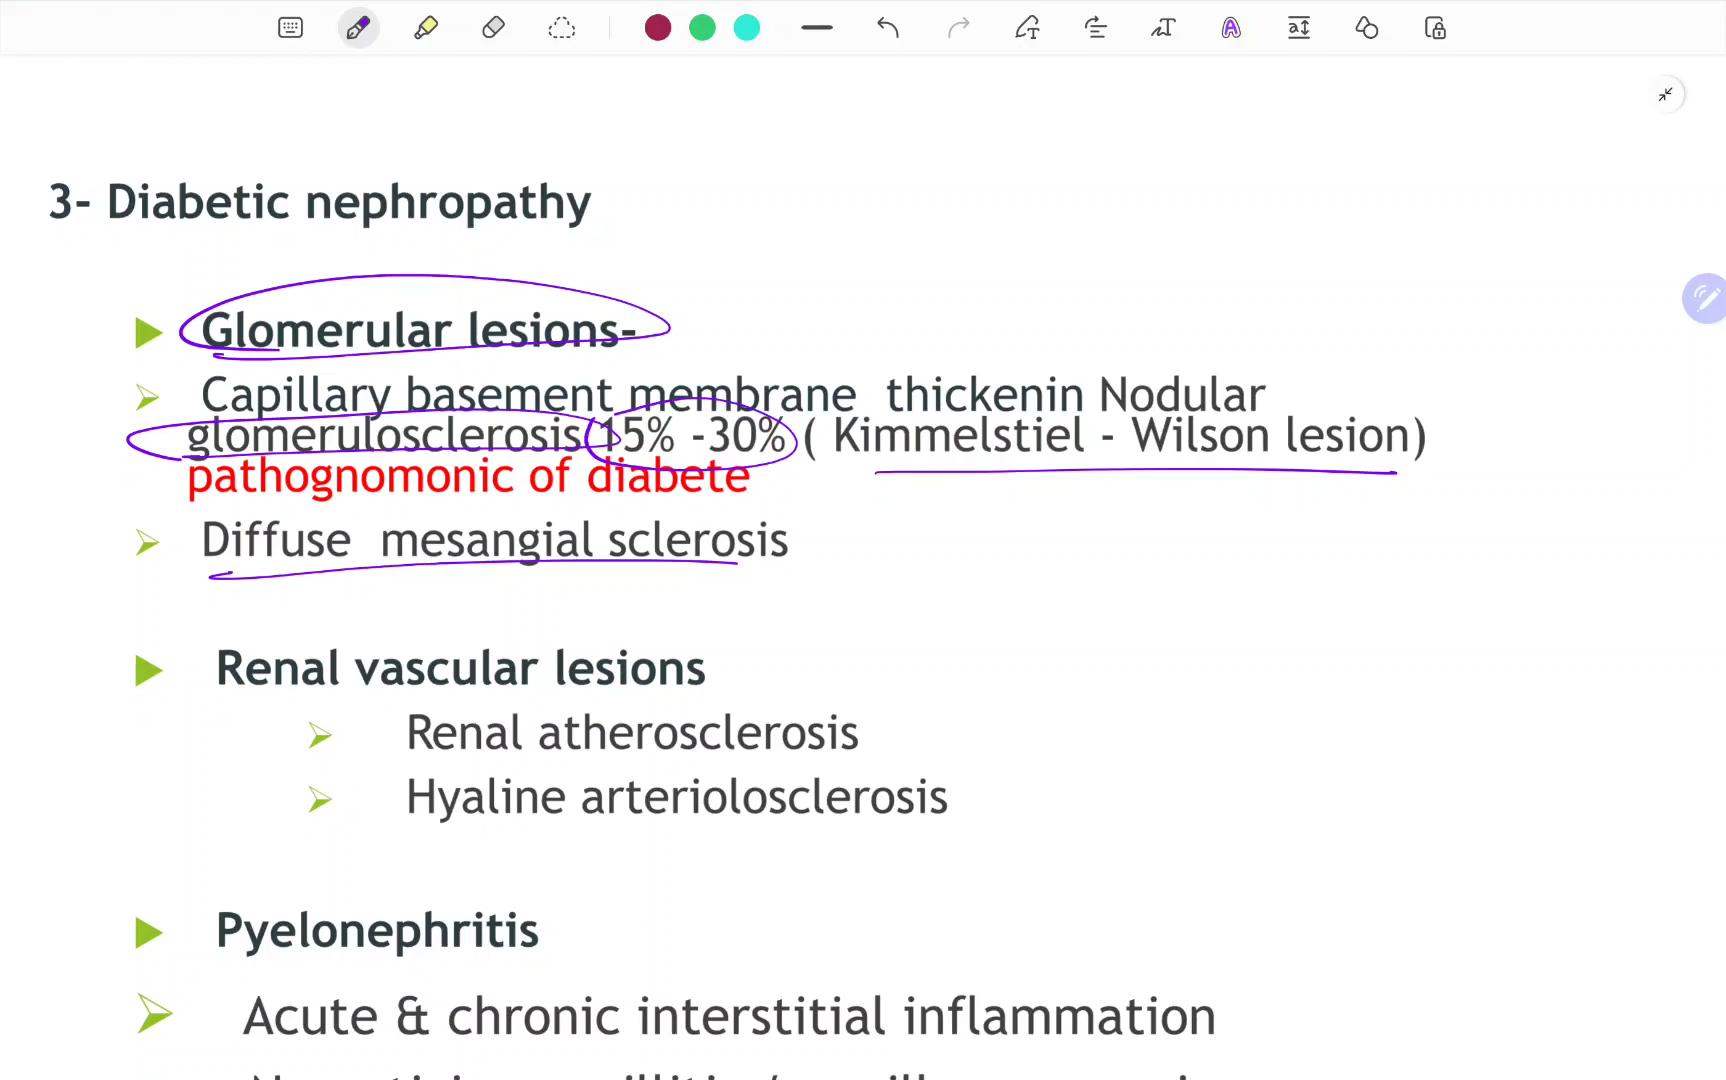 3- Diabetic nephropathy
Glomerular lesions-
Capillary basement membrane thickenin Nodular
glomerulosclerosis 15% -30% ( Kimmelstiel - Wilson lesion)
pathognomonic of diabete
Diffuse mesangial sclerosis
Renal vascular lesions
Renal atherosclerosis
Hyaline arteriolosclerosis
Pyelonephritis
Acute & chronic interstitial inflammation